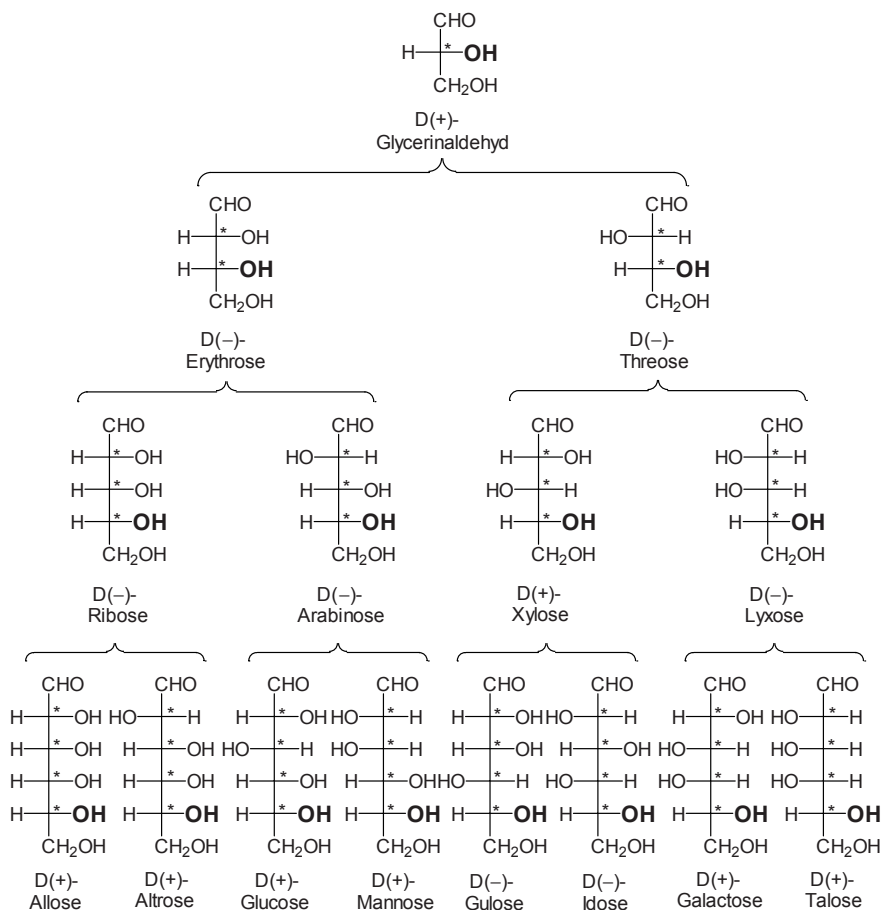 CHO
H * OH
CH₂OH
D(+)-
Glycerinaldehyd
CHO CHO
H * OH HO * H
H * OH H * OH
CH₂OH CH₂OH
D(−)- D(−)-
Erythrose Threose
CHO CHO CHO CHO
H * OH HO * H H * OH HO * H
H * OH H * OH HO * H HO * H
H * OH H * OH H * OH H * OH
CH₂OH CH₂OH CH₂OH CH₂OH
D(−)- D(−)- D(+)- D(−)-
Ribose Arabinose Xylose Lyxose
CHO CHO CHO CHO CHO CHO CHO CHO
H * OH HO * H H * OH HO * H H * OH HO * H H * OH HO * H
H * OH H * OH HO * H HO * H H * OH H * OH HO * H HO * H
H * OH H * OH H * OH H * OH HO * H HO * H HO * H HO * H
H * OH H * OH H * OH H * OH H * OH H * OH H * OH H * OH
CH₂OH CH₂OH CH₂OH CH₂OH CH₂OH CH₂OH CH₂OH CH₂OH
D(+)- D(+)- D(+)- D(+)- D(−)- D(−)- D(+)- D(+)-
Allose Altrose Glucose Mannose Gulose Idose Galactose Talose